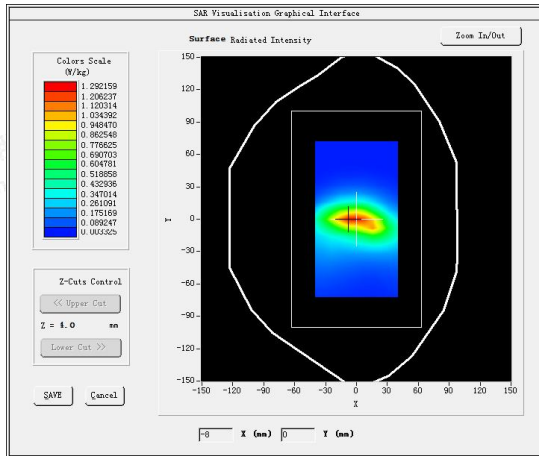 SAR Visualisation Graphical Interface
Surface Radiated Intensity
Zoom In/Out
Colors Scale
(W/kg)
1.292159
1.206237
1.120314
1.034392
0.948470
0.862548
0.776625
0.690703
0.604781
0.518858
0.432936
0.347014
0.261091
0.175169
0.089247
0.003325
150
120
90
60
30
0
-30
-60
-90
-120
-150
Y
-150 -120 -90 -60 -30 0 30 60 90 120 150
X
Z-Cuts Control
<< Upper Cut
Z = 4.0 mm
Lower Cut >>
SAVE
Cancel
-8 X (mm) 0 Y (mm)